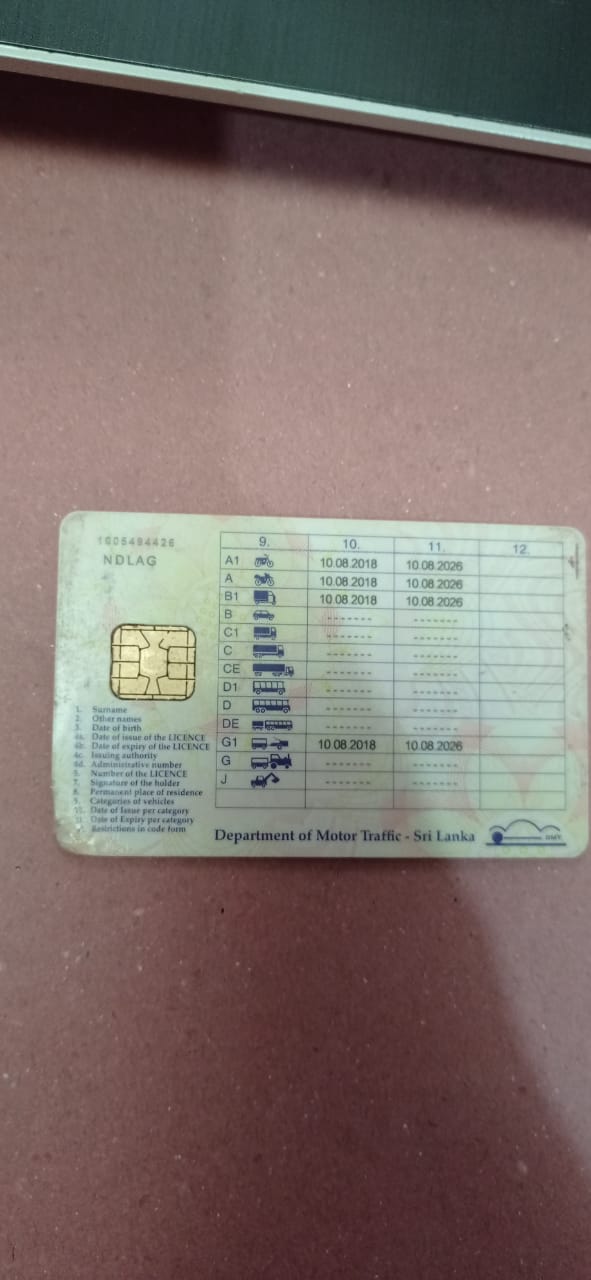 1005494426
NDLAG
9. 10. 11. 12.
A1 10.08.2018 10.08.2026
A 10.08.2018 10.08.2026
B1 10.08.2018 10.08.2026
B ------- -------
C1 ------- -------
C ------- -------
CE ------- -------
D1 ------- -------
D ------- -------
DE ------- -------
G1 10.08.2018 10.08.2026
G ------- -------
J ------- -------
1. Surname
2. Other names
3. Date of birth
4a. Date of issue of the LICENCE
4b. Date of expiry of the LICENCE
4c. Issuing authority
4d. Administrative number
5. Number of the LICENCE
7. Signature of the holder
8. Permanent place of residence
9. Categories of vehicles
10. Date of Issue per category
11. Date of Expiry per category
Restrictions in code form
Department of Motor Traffic - Sri Lanka
DMT